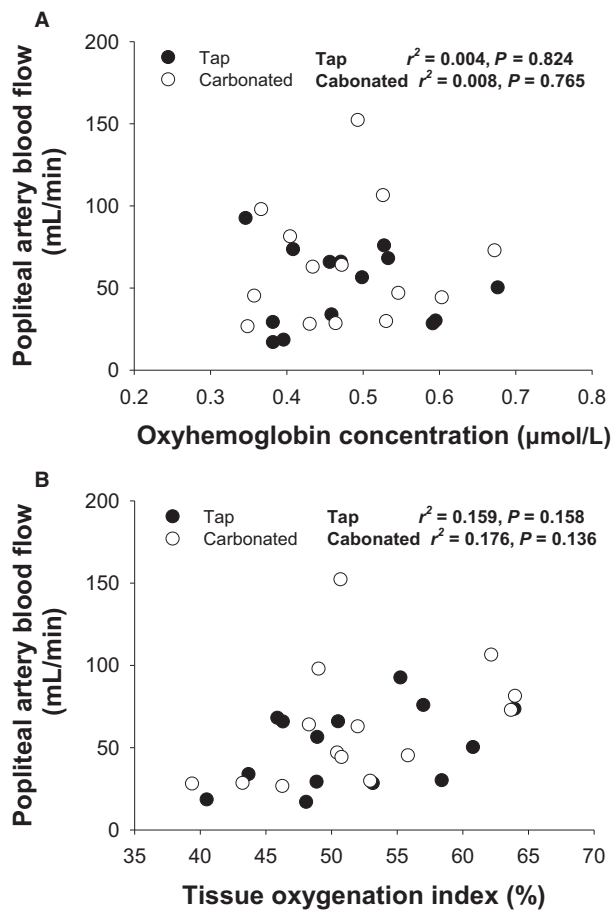 A
Popliteal artery blood flow
(mL/min)
200
150
100
50
0
Tap
Carbonated
Tap r² = 0.004, P = 0.824
Cabonated r² = 0.008, P = 0.765
0.2 0.3 0.4 0.5 0.6 0.7 0.8
Oxyhemoglobin concentration (µmol/L)
B
Popliteal artery blood flow
(mL/min)
200
150
100
50
0
Tap
Carbonated
Tap r² = 0.159, P = 0.158
Cabonated r² = 0.176, P = 0.136
35 40 45 50 55 60 65 70
Tissue oxygenation index (%)